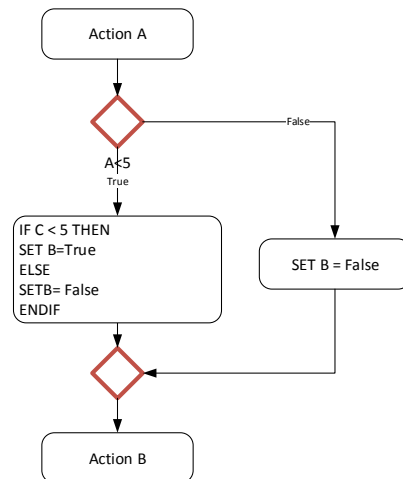 Action A
False
A<5
True
IF C < 5 THEN
SET B=True
ELSE
SETB= False
ENDIF
SET B = False
Action B